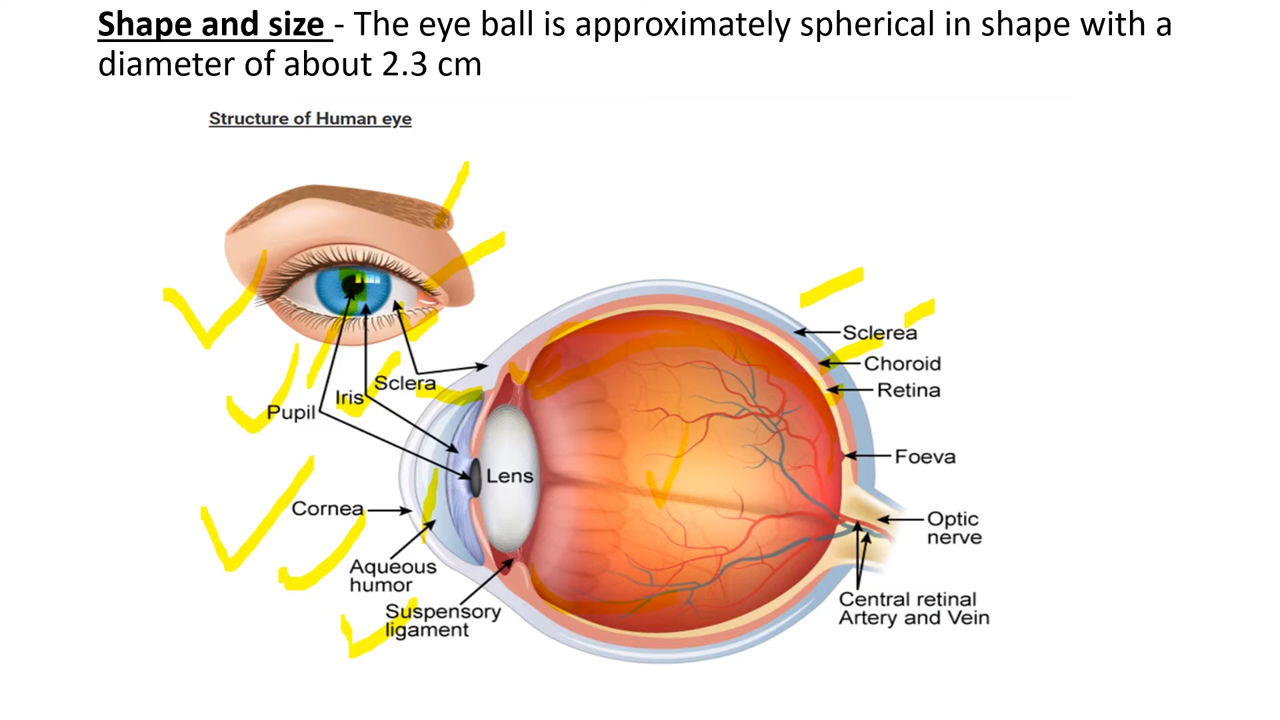 Shape and size - The eye ball is approximately spherical in shape with a
diameter of about 2.3 cm
Structure of Human eye
Sclera
Iris
Pupil
Lens
Cornea
Aqueous
humor
Suspensory
ligament
Sclerea
Choroid
Retina
Foeva
Optic
nerve
Central retinal
Artery and Vein